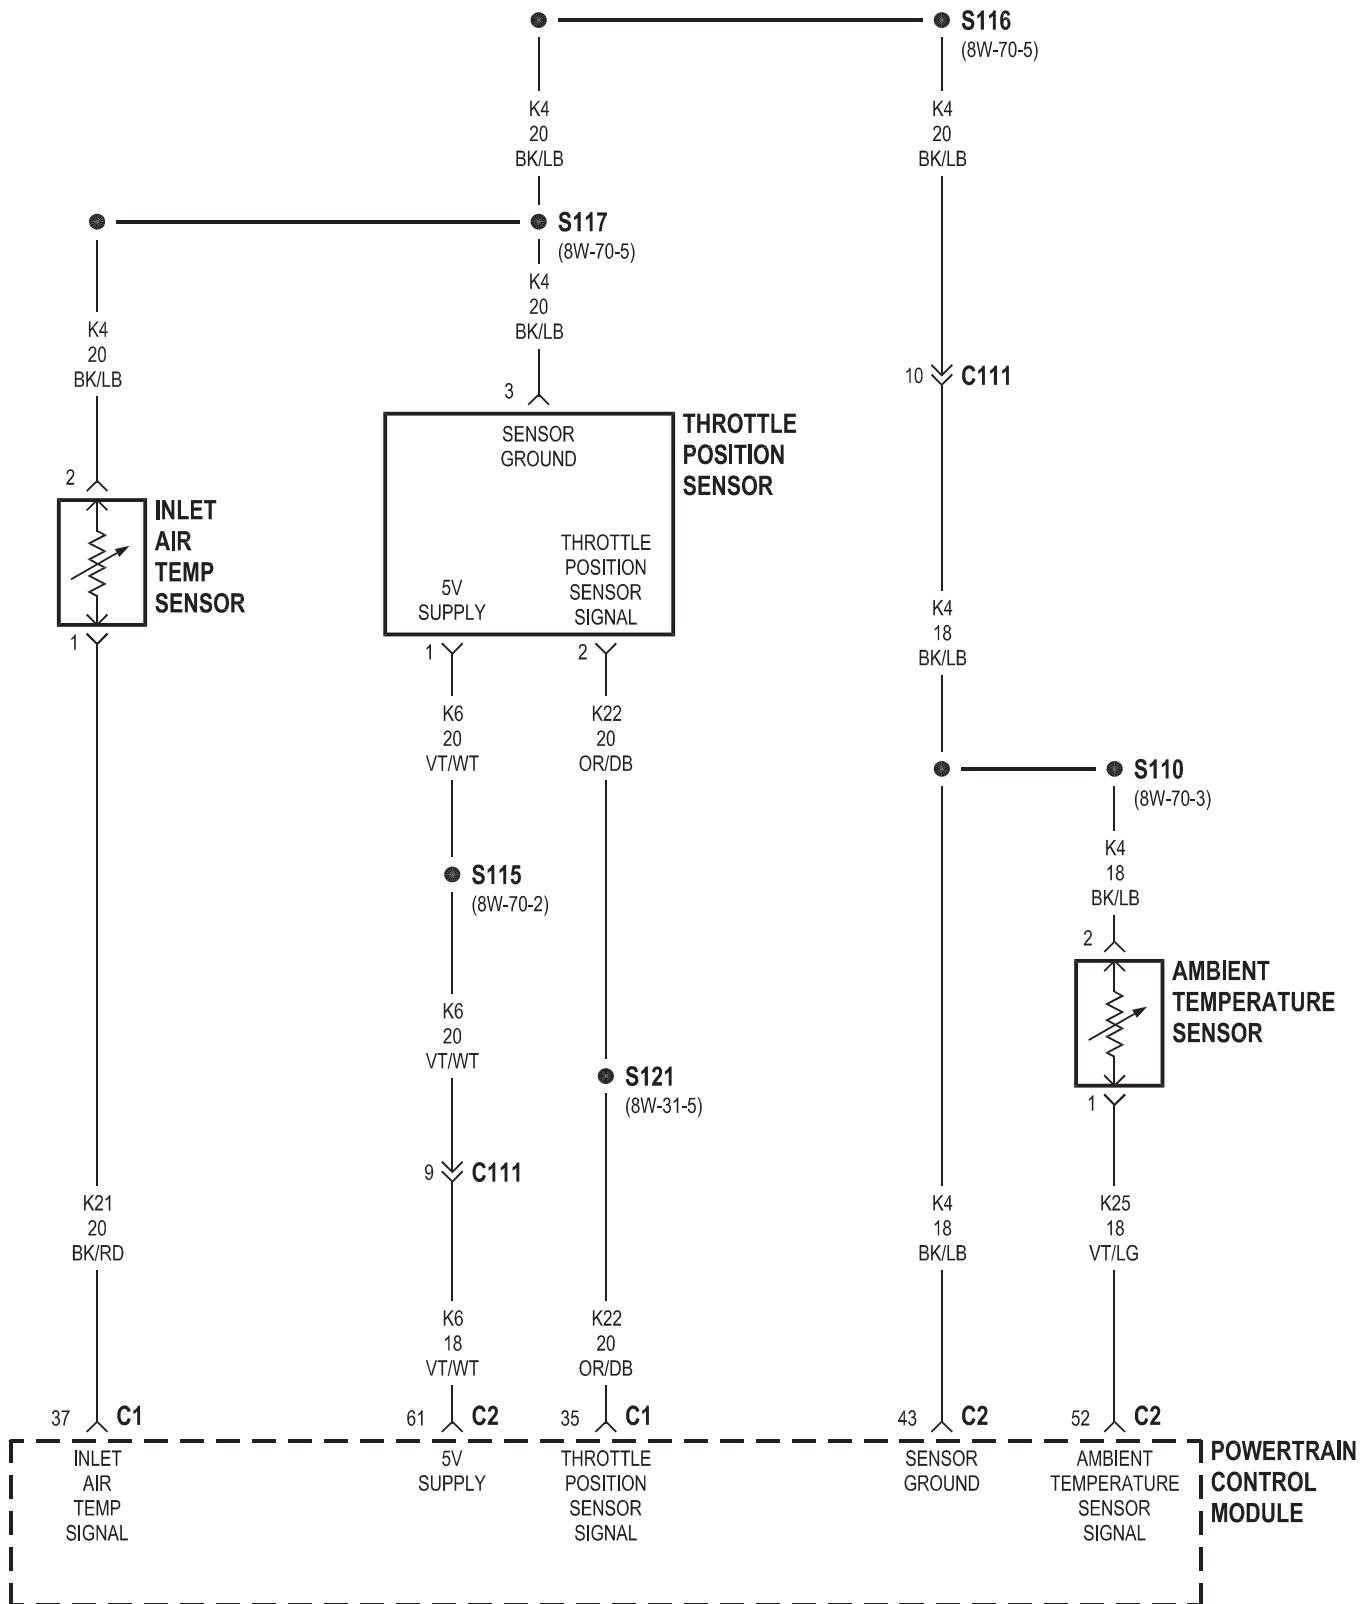 S116
(8W-70-5)
K4
20
BK/LB
K4
20
BK/LB
S117
(8W-70-5)
K4
20
BK/LB
K4
20
BK/LB
10
C111
3
SENSOR
GROUND
THROTTLE
POSITION
SENSOR
2
INLET
AIR
TEMP
SENSOR
1
5V
SUPPLY
THROTTLE
POSITION
SENSOR
SIGNAL
1
2
K4
18
BK/LB
K6
20
VT/WT
K22
20
OR/DB
S110
(8W-70-3)
K4
18
BK/LB
S115
(8W-70-2)
2
AMBIENT
TEMPERATURE
SENSOR
1
K6
20
VT/WT
S121
(8W-31-5)
9
C111
K21
20
BK/RD
K4
18
BK/LB
K25
18
VT/LG
K6
18
VT/WT
K22
20
OR/DB
37
C1
61
C2
35
C1
43
C2
52
C2
INLET
AIR
TEMP
SIGNAL
5V
SUPPLY
THROTTLE
POSITION
SENSOR
SIGNAL
SENSOR
GROUND
AMBIENT
TEMPERATURE
SENSOR
SIGNAL
POWERTRAIN
CONTROL
MODULE